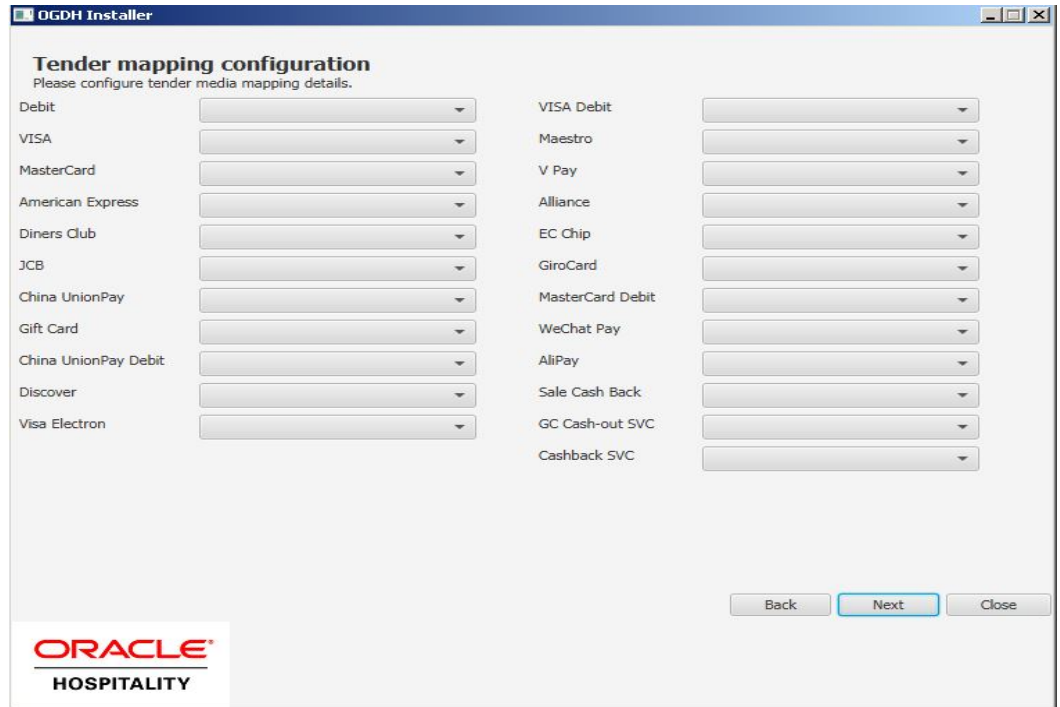 OGDH Installer
Tender mapping configuration
Please configure tender media mapping details.
Debit
VISA
MasterCard
American Express
Diners Club
JCB
China UnionPay
Gift Card
China UnionPay Debit
Discover
Visa Electron
VISA Debit
Maestro
V Pay
Alliance
EC Chip
GiroCard
MasterCard Debit
WeChat Pay
AliPay
Sale Cash Back
GC Cash-out SVC
Cashback SVC
Back Next Close
ORACLE®
HOSPITALITY